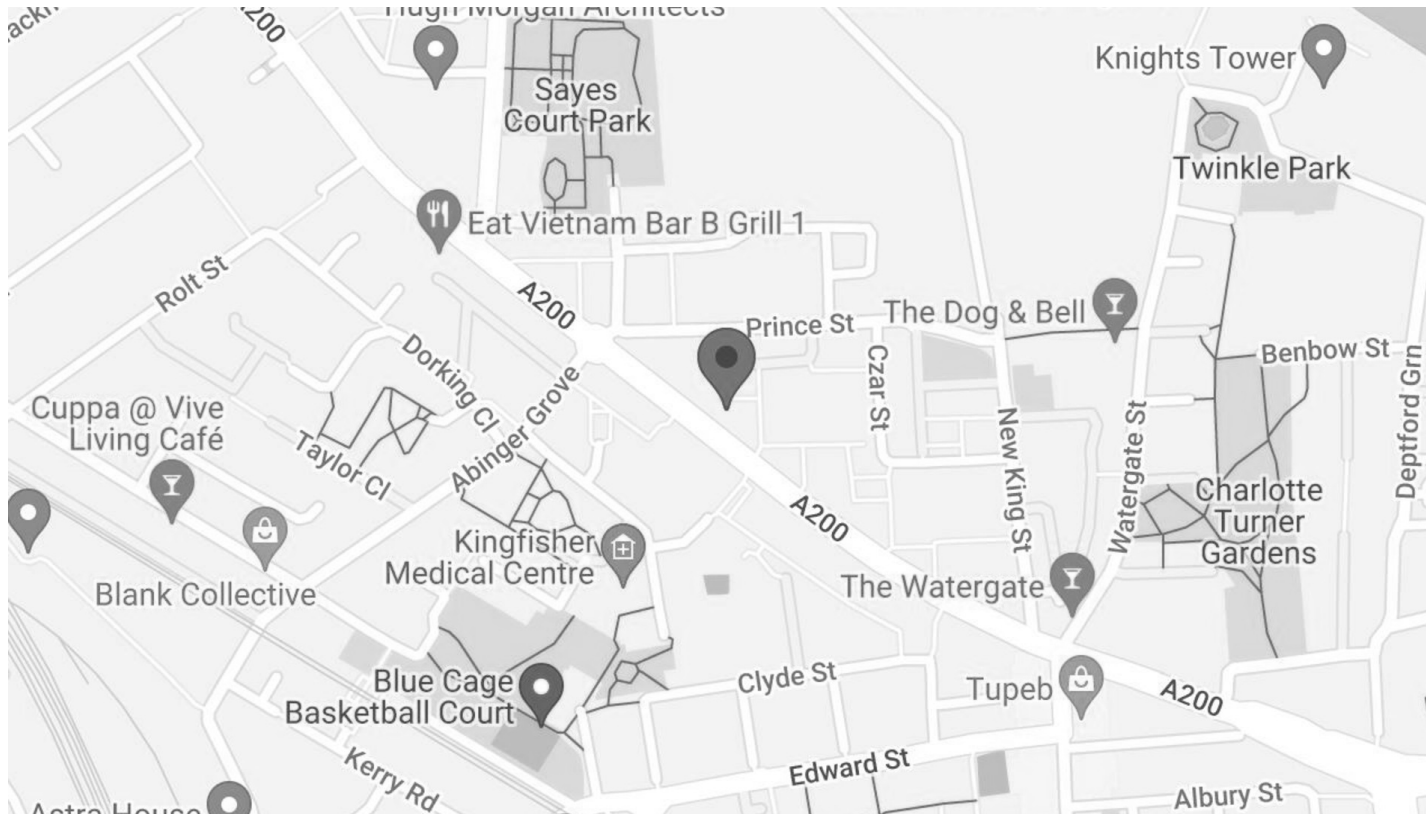 A200
Hugh Morgan Architects
Knights Tower
Sayes
Court Park
Twinkle Park
Eat Vietnam Bar B Grill 1
Rolt St
A200
Prince St
The Dog & Bell
Benbow St
Dorking Cl
Abinger Grove
Czar St
Cuppa @ Vive
Living Café
Taylor Cl
New King St
Watergate St
Deptford Grn
A200
Charlotte
Turner
Gardens
Kingfisher
Medical Centre
Blank Collective
The Watergate
Blue Cage
Basketball Court
Clyde St
Tupeb
A200
Kerry Rd
Edward St
Albury St
Astra House